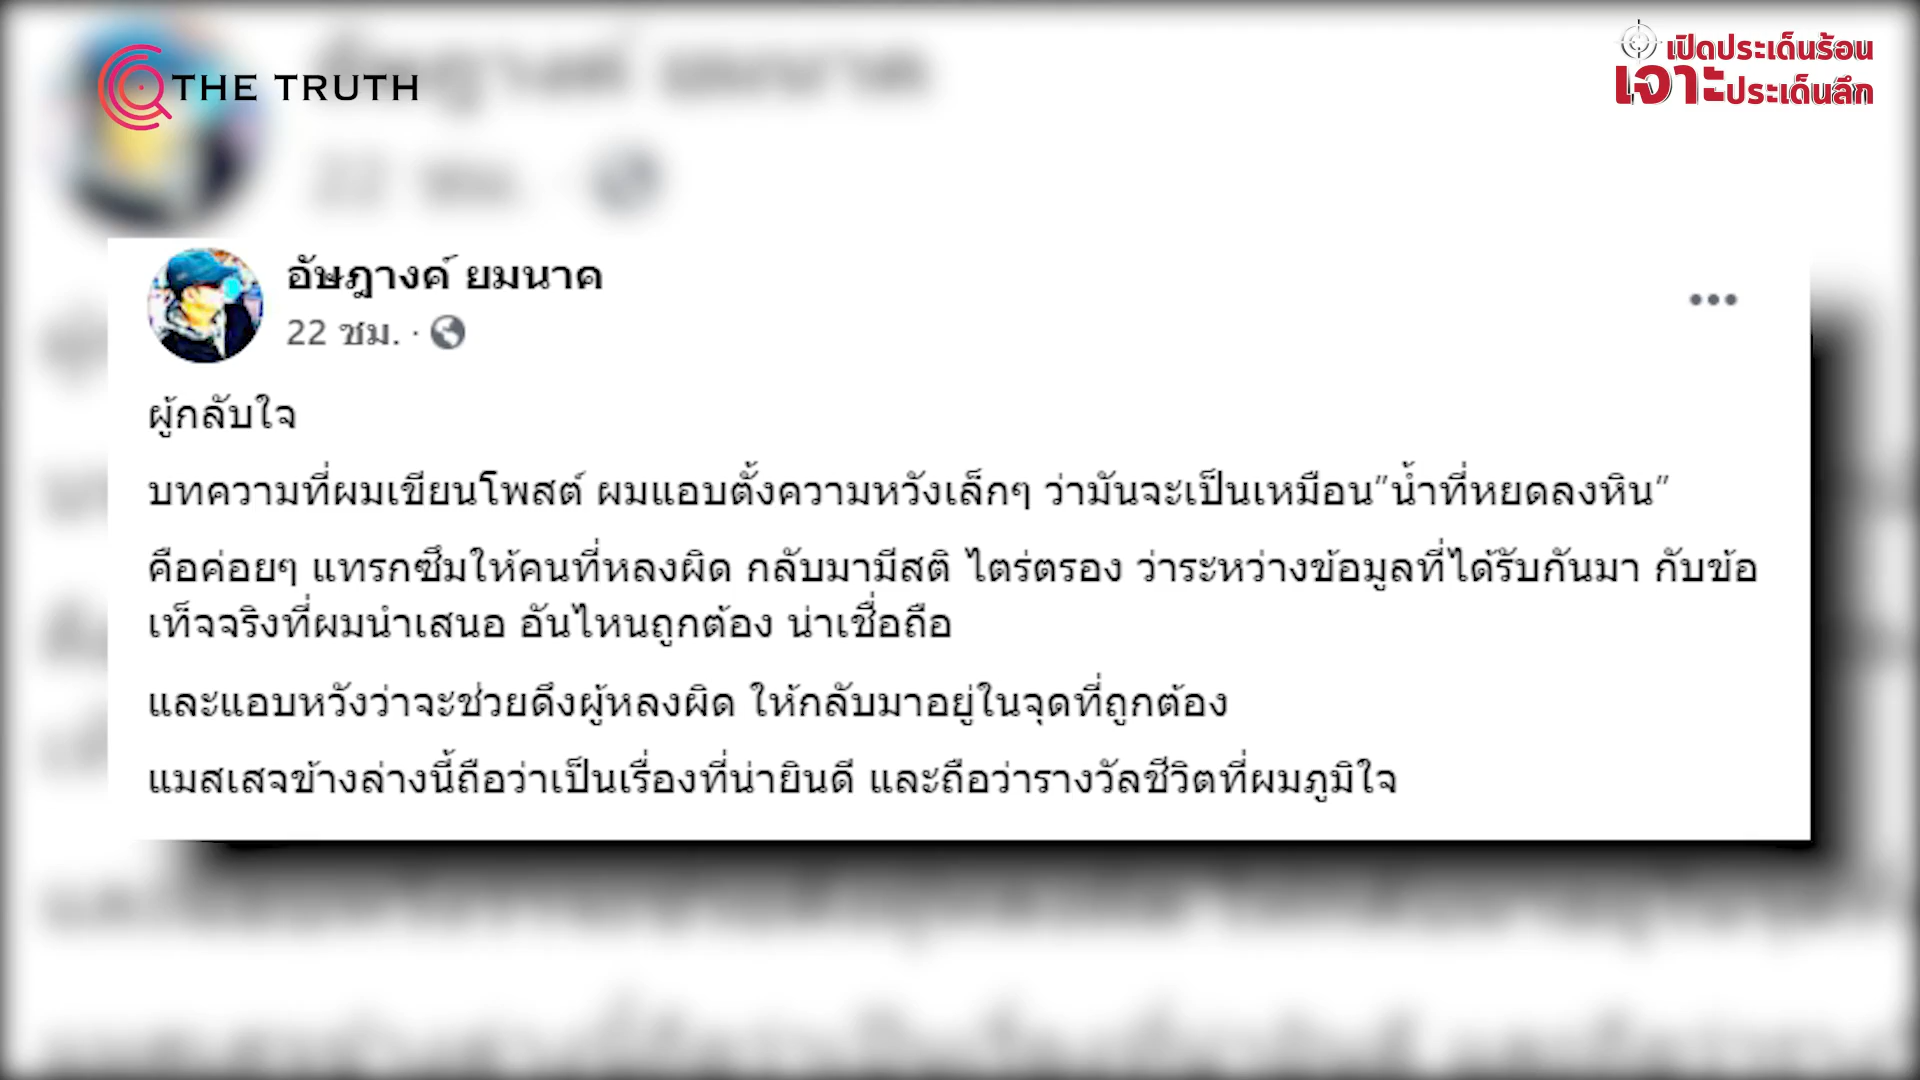 THE TRUTH
เปิดประเด็นร้อน
เจาะประเด็นลึก
อัษฎางค์ ยมนาค
22 ชม. ·
ผู้กลับใจ
บทความที่ผมเขียนโพสต์ ผมแอบตั้งความหวังเล็กๆ ว่ามันจะเป็นเหมือน"น้ำที่หยดลงหิน"
คือค่อยๆ แทรกซึมให้คนที่หลงผิด กลับมามีสติ ไตร่ตรอง ว่าระหว่างข้อมูลที่ได้รับกันมา กับข้อ
เท็จจริงที่ผมนำเสนอ อันไหนถูกต้อง น่าเชื่อถือ
และแอบหวังว่าจะช่วยดึงผู้หลงผิด ให้กลับมาอยู่ในจุดที่ถูกต้อง
แมสเสจข้างล่างนี้ถือว่าเป็นเรื่องที่น่ายินดี และถือว่ารางวัลชีวิตที่ผมภูมิใจ